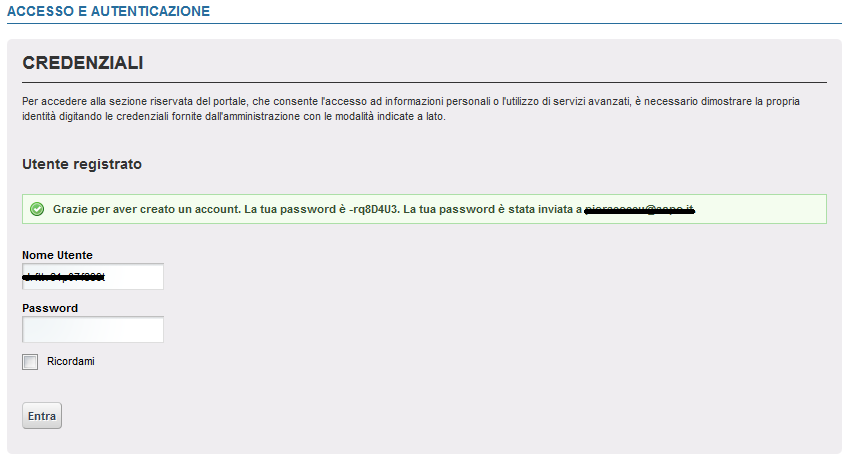 ACCESSO E AUTENTICAZIONE
CREDENZIALI
Per accedere alla sezione riservata del portale, che consente l'accesso ad informazioni personali o l'utilizzo di servizi avanzati, è necessario dimostrare la propria
identità digitando le credenziali fornite dall'amministrazione con le modalità indicate a lato.
Utente registrato
Grazie per aver creato un account. La tua password è -rq8D4U3. La tua password è stata inviata a
Nome Utente
Password
Ricordami
Entra